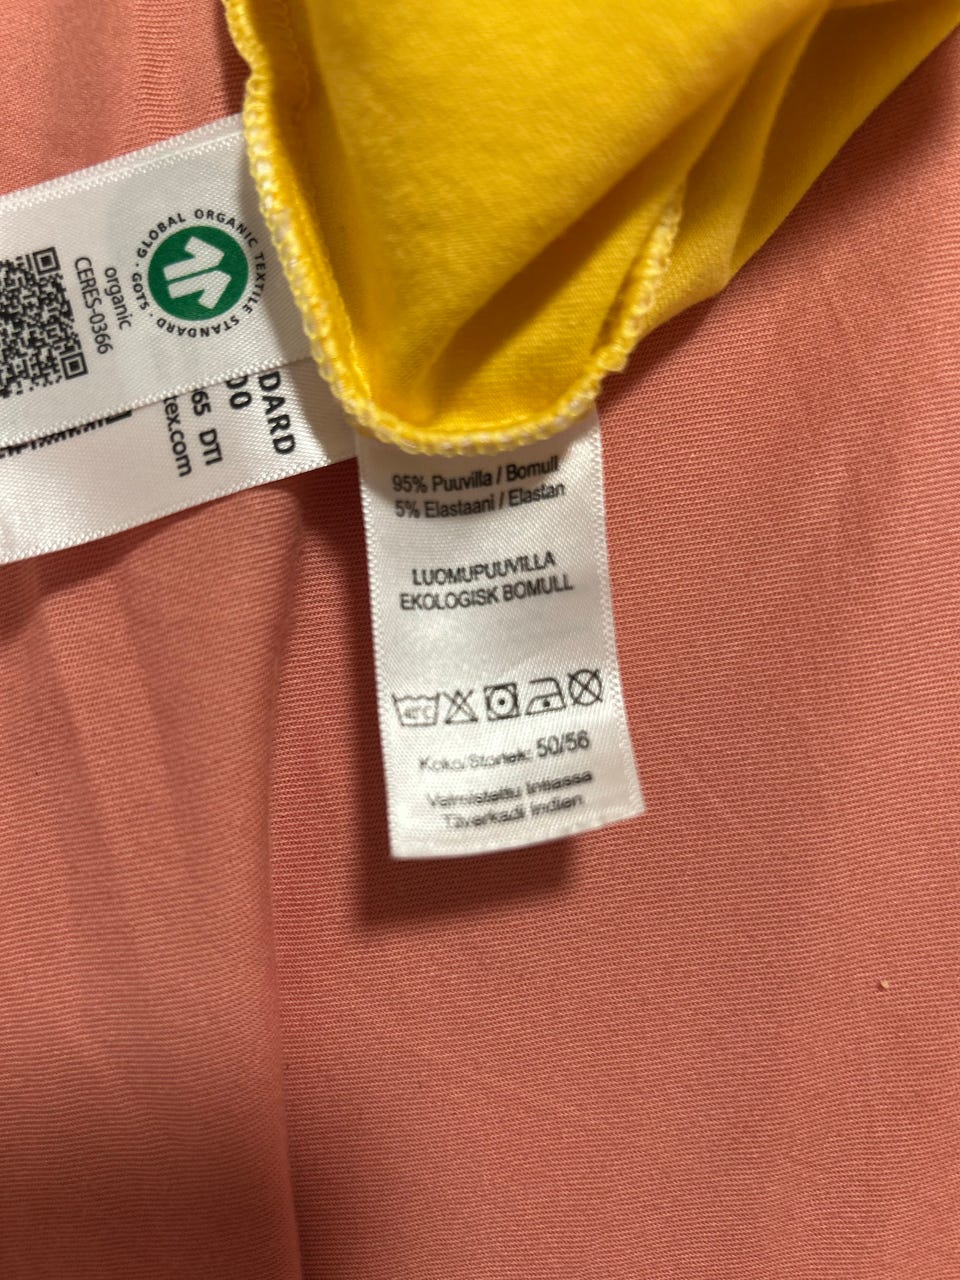 GLOBAL ORGANIC TEXTILE STANDARD · GOTS ·
organic
CERES-0366
DARD
00
65 DTI
tex.com
95% Puuvilla / Bomull
5% Elastaani / Elastan
LUOMUPUUVILLA
EKOLOGISK BOMULL
Koko/Storlek: 50/56
Valmistettu Intiassa
Tillverkad i Indien